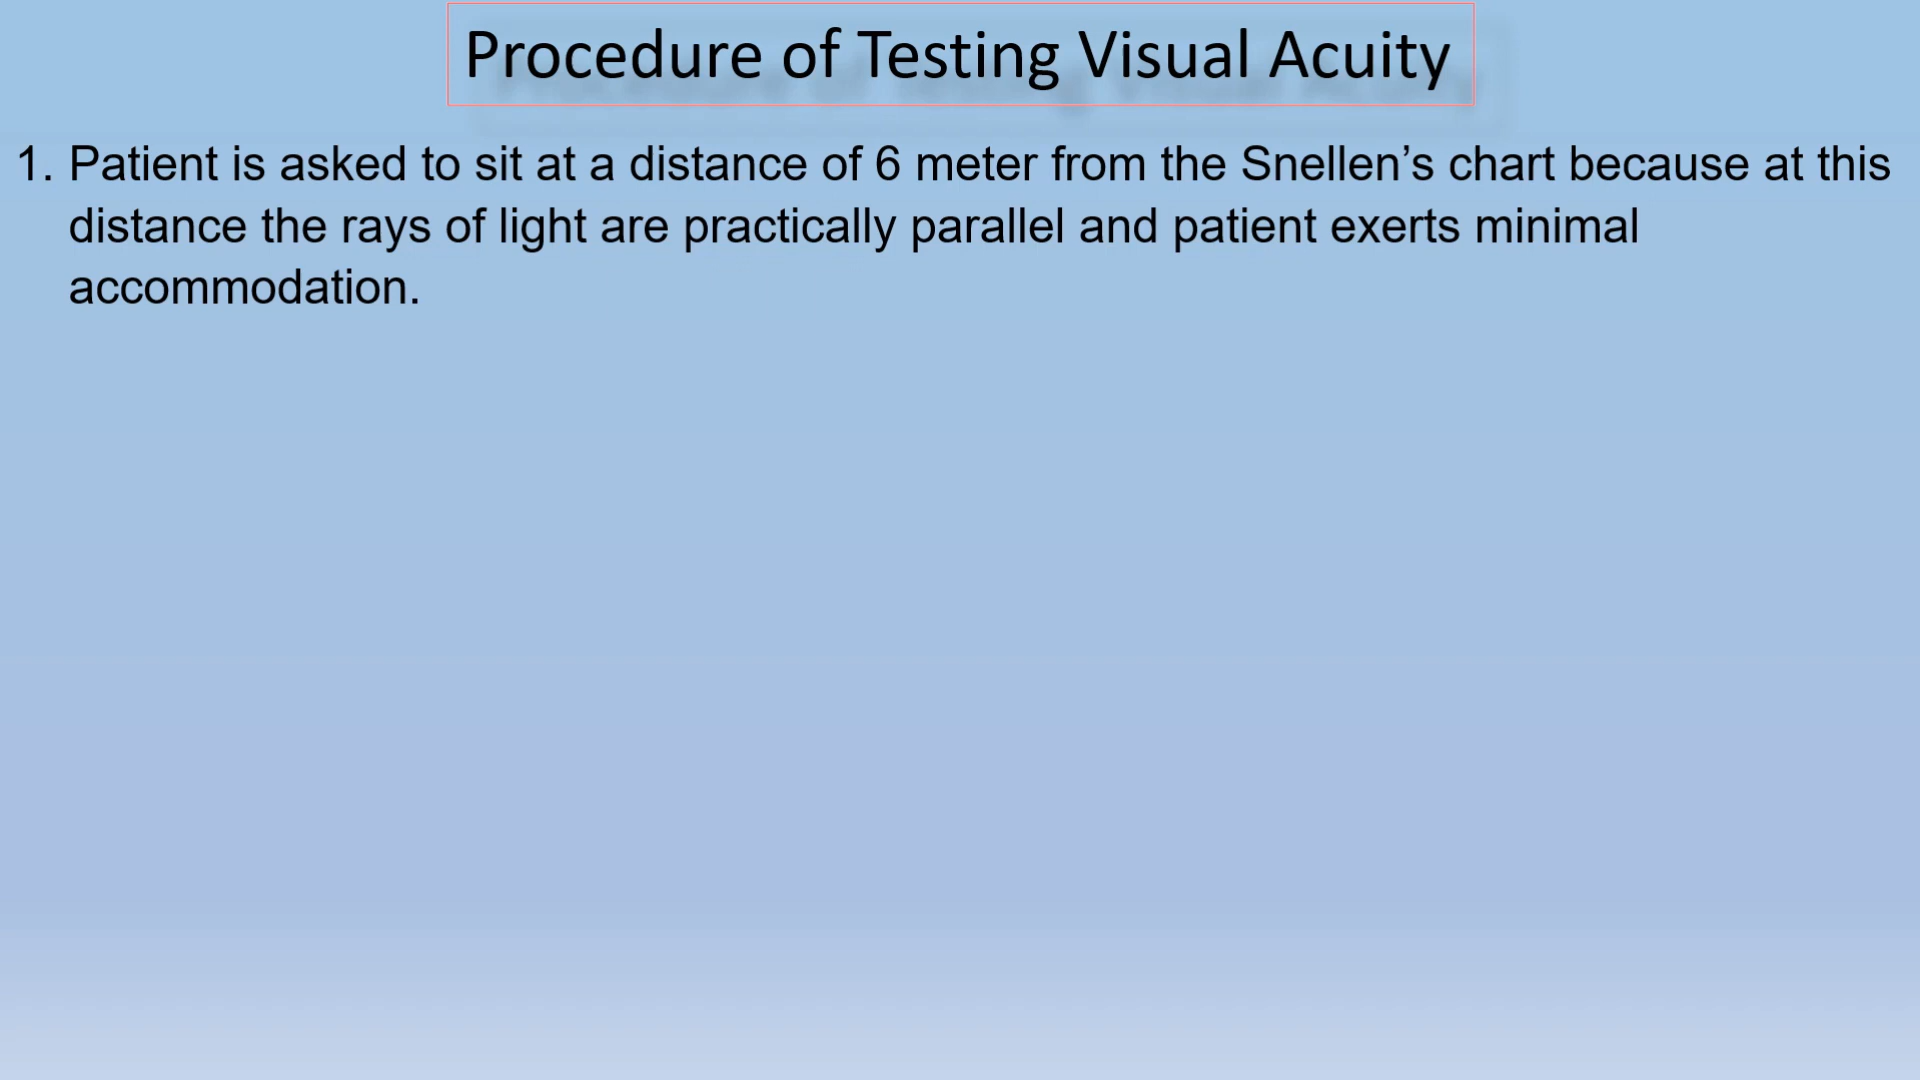 Procedure of Testing Visual Acuity
1. Patient is asked to sit at a distance of 6 meter from the Snellen’s chart because at this
distance the rays of light are practically parallel and patient exerts minimal
accommodation.